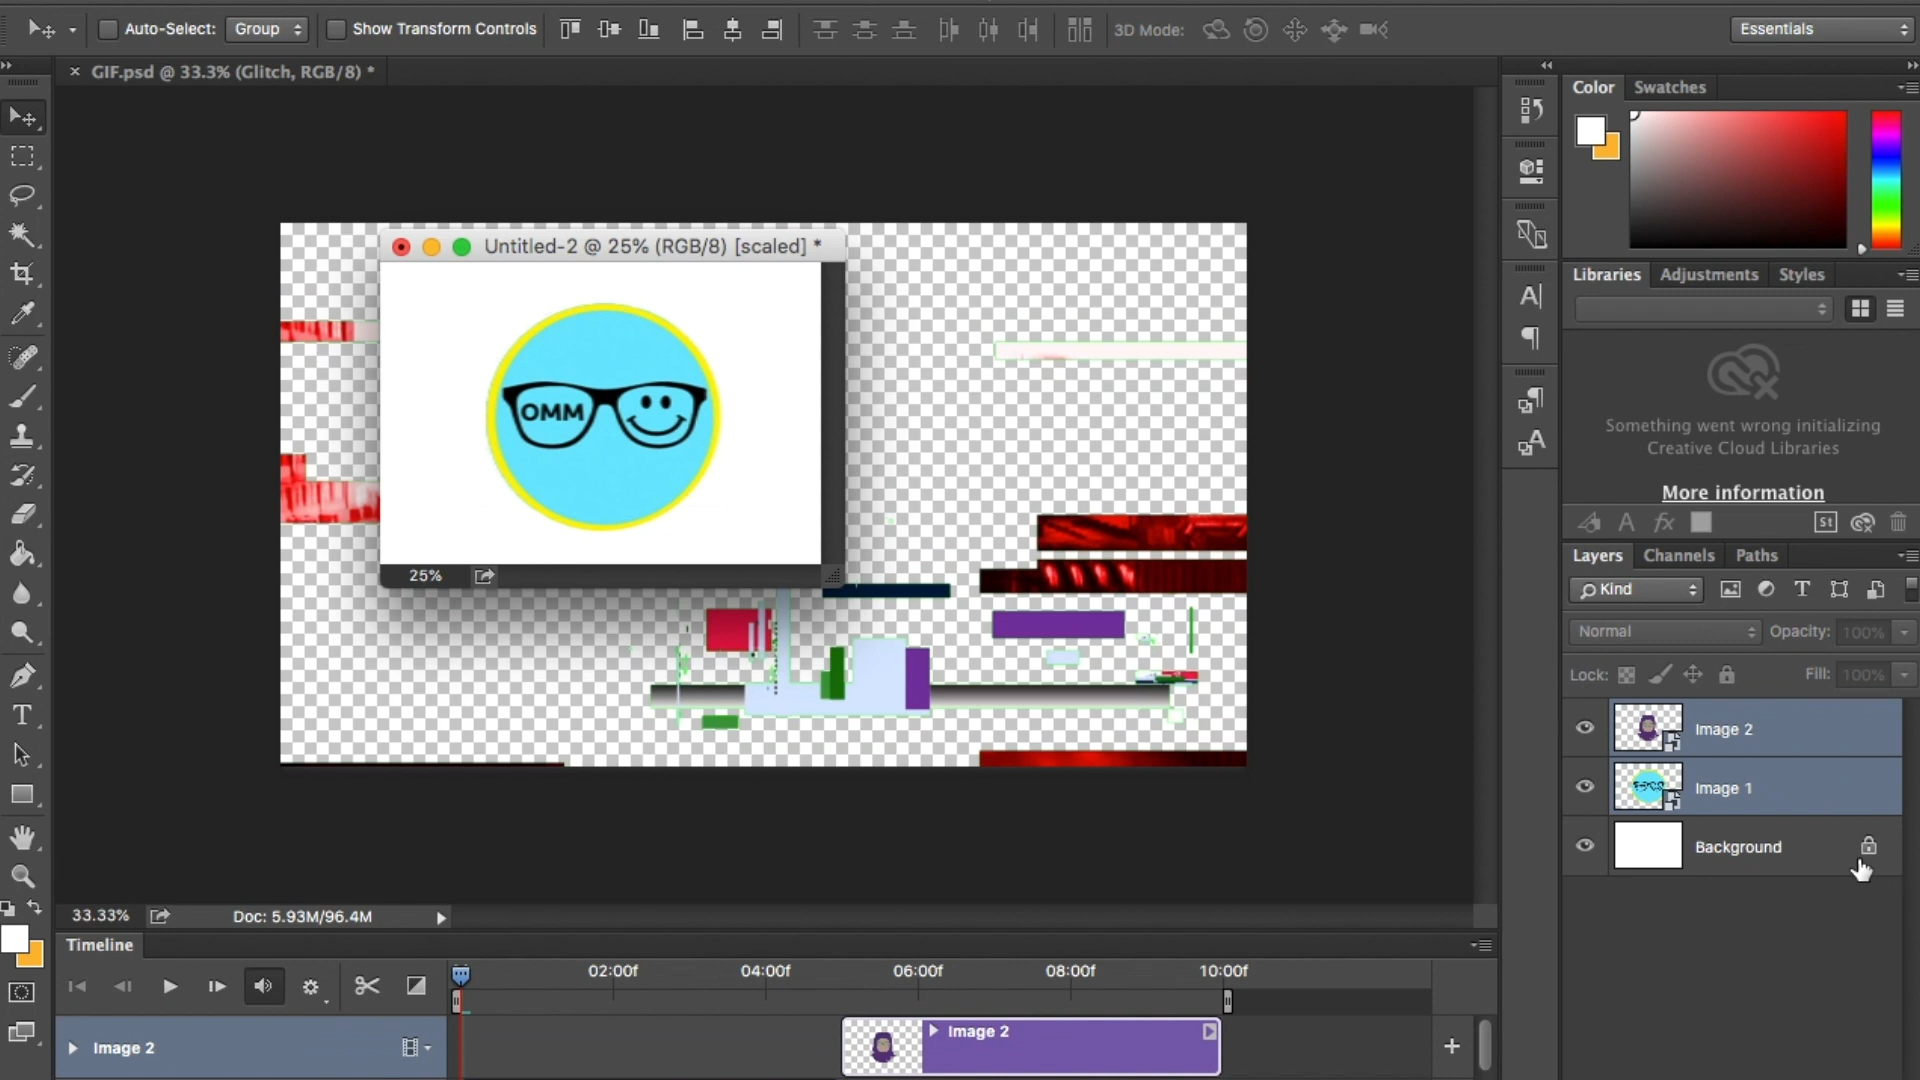 Auto-Select: Group Show Transform Controls 3D Mode: Essentials
× GIF.psd @ 33.3% (Glitch, RGB/8) *
Color Swatches
Untitled-2 @ 25% (RGB/8) [scaled] *
OMM
25%
Libraries Adjustments Styles
Something went wrong initializing
Creative Cloud Libraries
More information
St
Layers Channels Paths
Kind
Normal Opacity: 100%
Lock: Fill: 100%
Image 2
Image 1
Background
33.33% Doc: 5.93M/96.4M
Timeline
02:00f 04:00f 06:00f 08:00f 10:00f
Image 2 Image 2